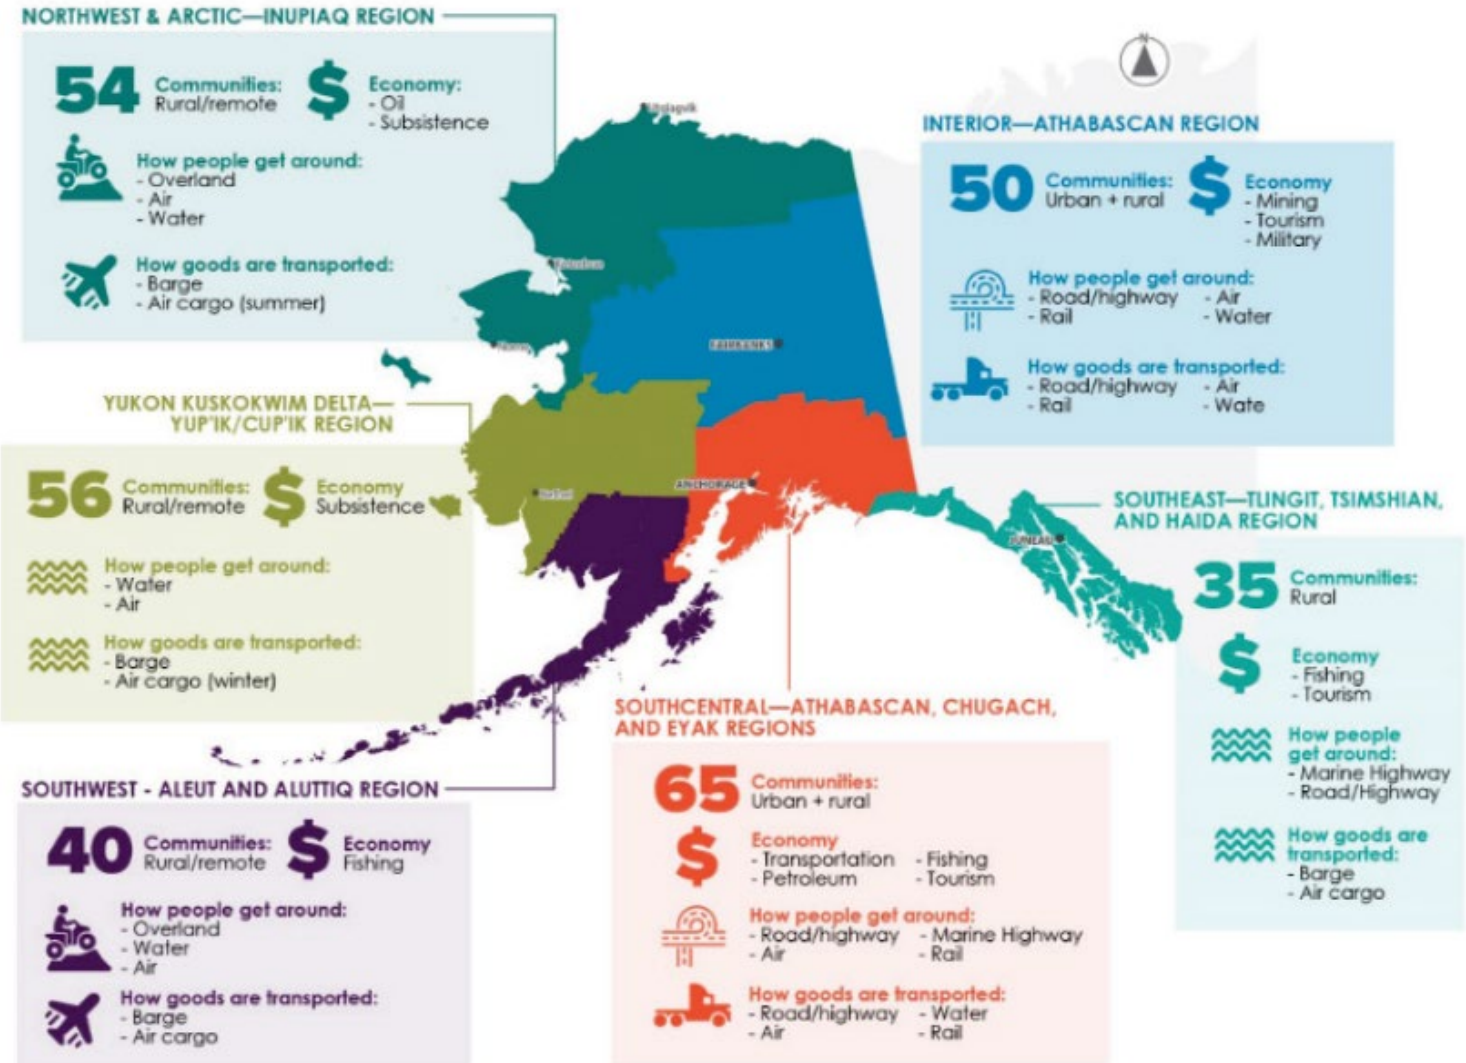 NORTHWEST & ARCTIC—INUPIAQ REGION
54
Communities:
Rural/remote
$
Economy:
- Oil
- Subsistence
How people get around:
- Overland
- Air
- Water
How goods are transported:
- Barge
- Air cargo (summer)
N
INTERIOR—ATHABASCAN REGION
50
Communities:
Urban + rural
$
Economy
- Mining
- Tourism
- Military
How people get around:
- Road/highway - Air
- Rail - Water
How goods are transported:
- Road/highway - Air
- Rail - Wate
FAIRBANKS
ANCHORAGE
JUNEAU
Nome
Bethel
YUKON KUSKOKWIM DELTA—
YUP'IK/CUP'IK REGION
56
Communities:
Rural/remote
$
Economy
Subsistence
How people get around:
- Water
- Air
How goods are transported:
- Barge
- Air cargo (winter)
SOUTHEAST—TLINGIT, TSIMSHIAN,
AND HAIDA REGION
35
Communities:
Rural
$
Economy
- Fishing
- Tourism
How people
get around:
- Marine Highway
- Road/Highway
How goods are
transported:
- Barge
- Air cargo
SOUTHWEST - ALEUT AND ALUTTIQ REGION
40
Communities:
Rural/remote
$
Economy
Fishing
How people get around:
- Overland
- Water
- Air
How goods are transported:
- Barge
- Air cargo
SOUTHCENTRAL—ATHABASCAN, CHUGACH,
AND EYAK REGIONS
65
Communities:
Urban + rural
$
Economy
- Transportation - Fishing
- Petroleum - Tourism
How people get around:
- Road/highway - Marine Highway
- Air - Rail
How goods are transported:
- Road/highway - Water
- Air - Rail